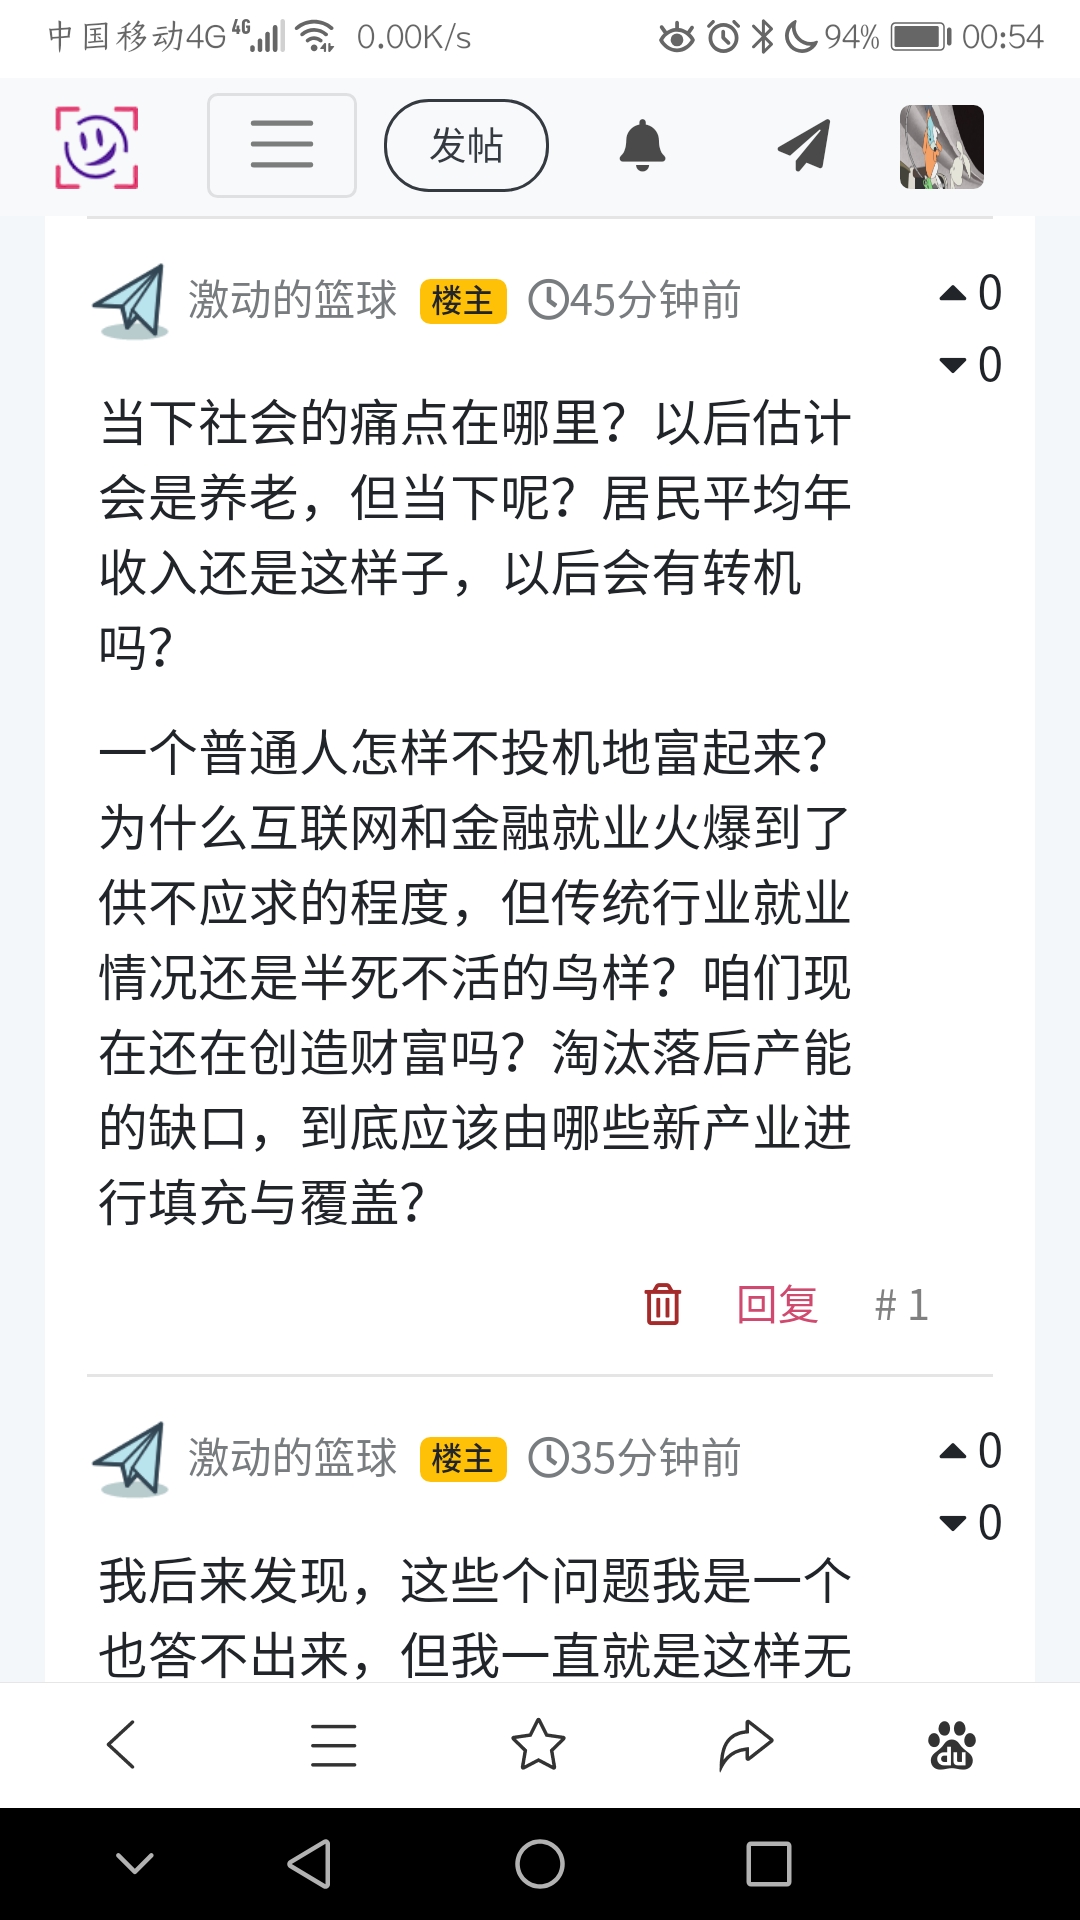 中国移动4G 4G 0.00K/s 94% 00:54
发帖
激动的篮球 楼主 45分钟前 0
0
当下社会的痛点在哪里？以后估计
会是养老，但当下呢？居民平均年
收入还是这样子，以后会有转机
吗？
一个普通人怎样不投机地富起来？
为什么互联网和金融就业火爆到了
供不应求的程度，但传统行业就业
情况还是半死不活的鸟样？咱们现
在还在创造财富吗？淘汰落后产能
的缺口，到底应该由哪些新产业进
行填充与覆盖？
回复 # 1
激动的篮球 楼主 35分钟前 0
0
我后来发现，这些个问题我是一个
也答不出来，但我一直就是这样无
du